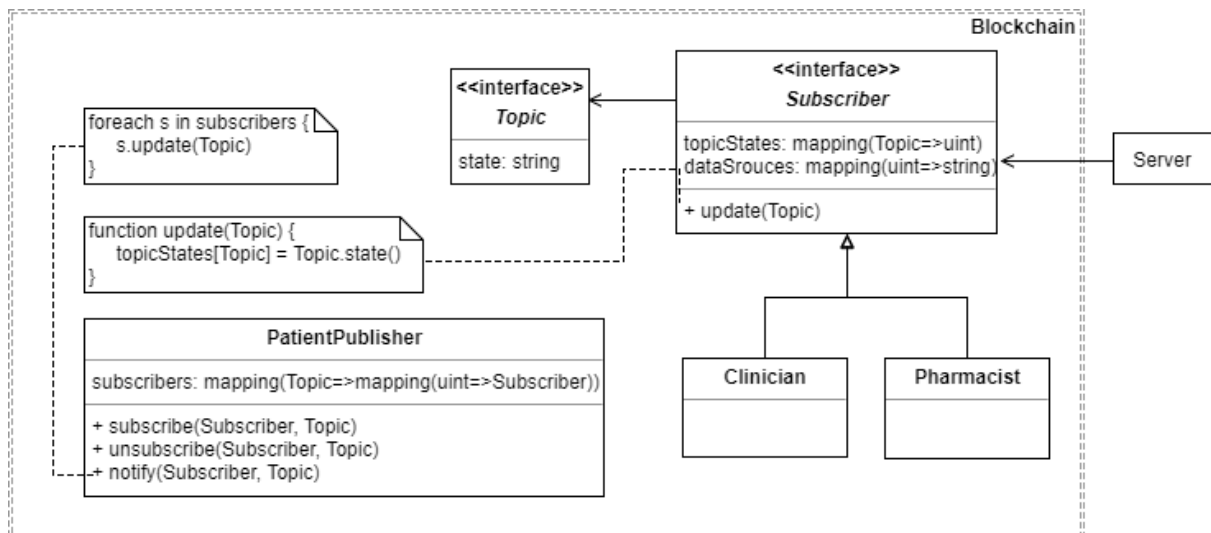 Blockchain
<<interface>>
Topic
state: string
<<interface>>
Subscriber
topicStates: mapping(Topic=>uint)
dataSrouces: mapping(uint=>string)
+ update(Topic)
Server
foreach s in subscribers {
s.update(Topic)
}
function update(Topic) {
topicStates[Topic] = Topic.state()
}
PatientPublisher
subscribers: mapping(Topic=>mapping(uint=>Subscriber))
+ subscribe(Subscriber, Topic)
+ unsubscribe(Subscriber, Topic)
+ notify(Subscriber, Topic)
Clinician
Pharmacist